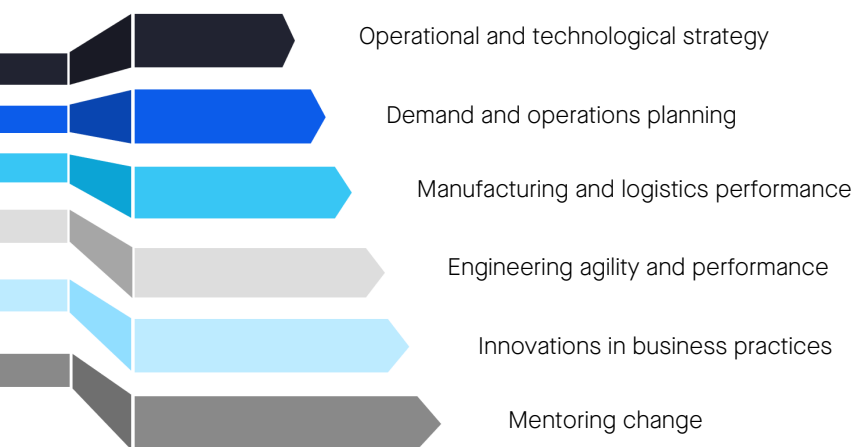 Operational and technological strategy
Demand and operations planning
Manufacturing and logistics performance
Engineering agility and performance
Innovations in business practices
Mentoring change